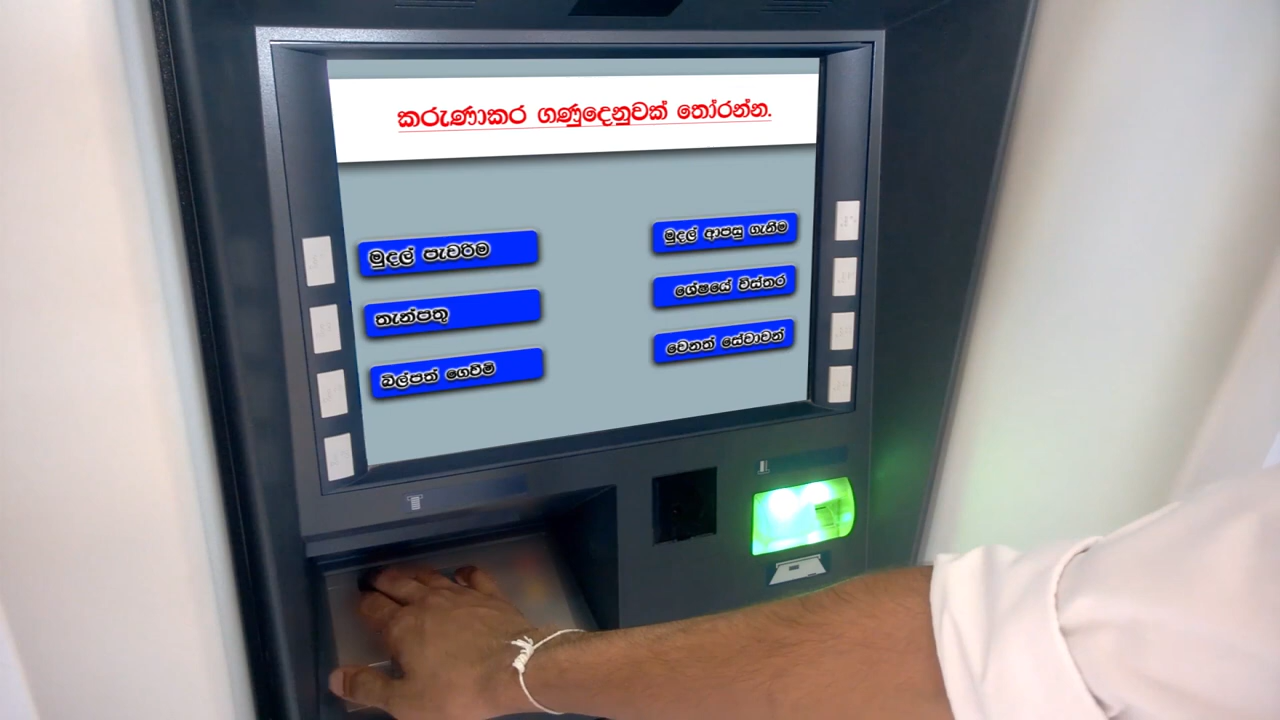 කරුණාකර ගණුදෙනුවක් තෝරන්න.
මුදල් පැවරීම
මුදල් ආපසු ගැනීම
තැන්පතු
ශේෂයේ විස්තර
බිල්පත් ගෙවීම්
වෙනත් සේවාවන්